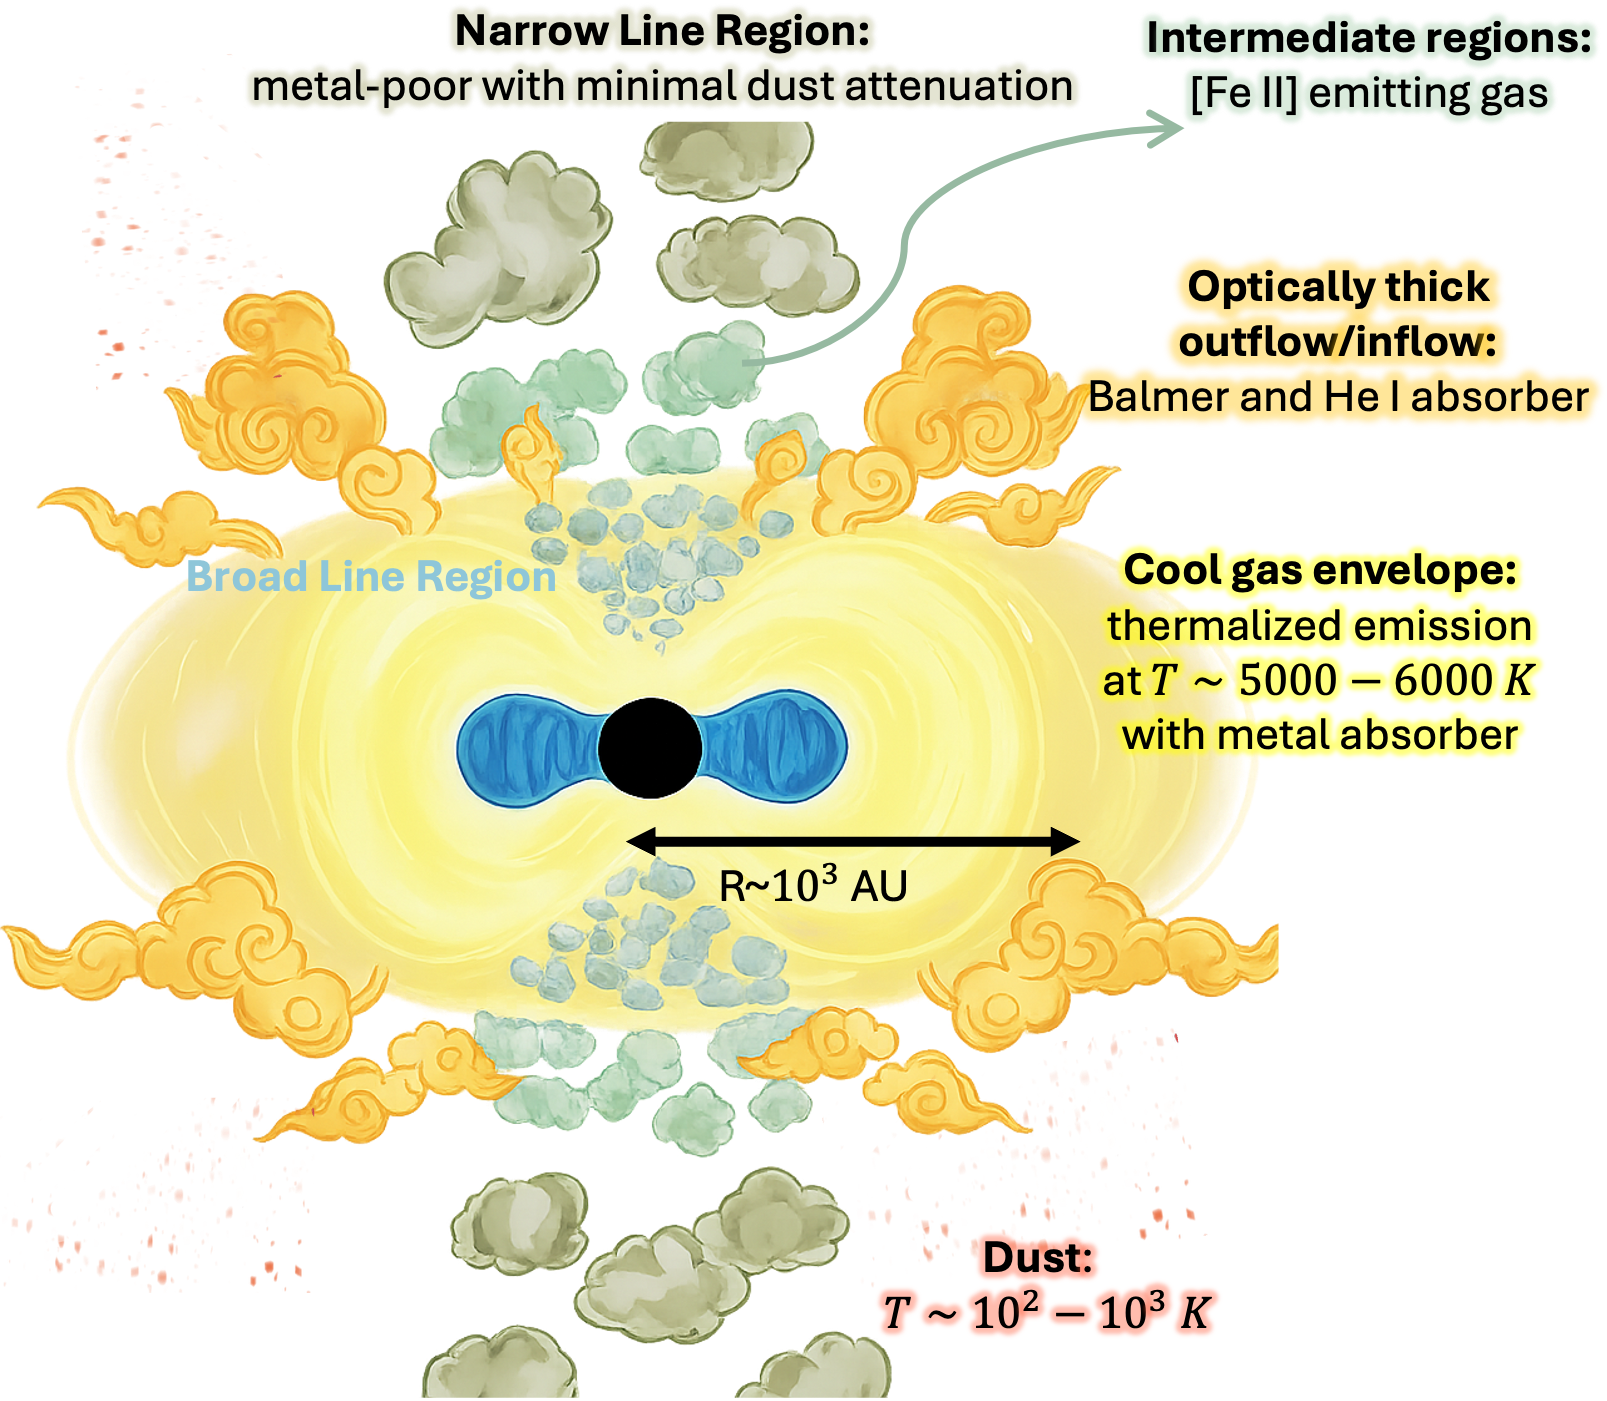 Narrow Line Region:
metal-poor with minimal dust attenuation
Intermediate regions:
[Fe II] emitting gas
Optically thick
outflow/inflow:
Balmer and He I absorber
Broad Line Region
Cool gas envelope:
thermalized emission
at T ~ 5000 − 6000 K
with metal absorber
R~10³ AU
Dust:
T ~ 10² − 10³ K